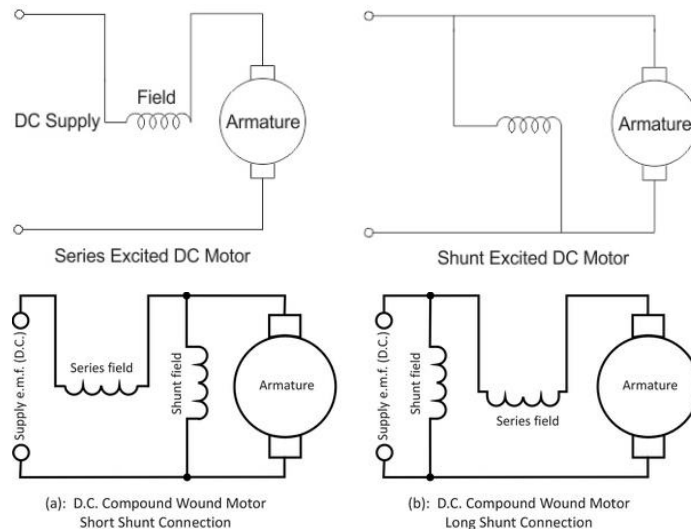 Field
DC Supply
Armature
Series Excited DC Motor
Armature
Shunt Excited DC Motor
Supply e.m.f. (D.C.)
Series field
Shunt field
Armature
(a): D.C. Compound Wound Motor
Short Shunt Connection
Supply e.m.f. (D.C.)
Shunt field
Series field
Armature
(b): D.C. Compound Wound Motor
Long Shunt Connection